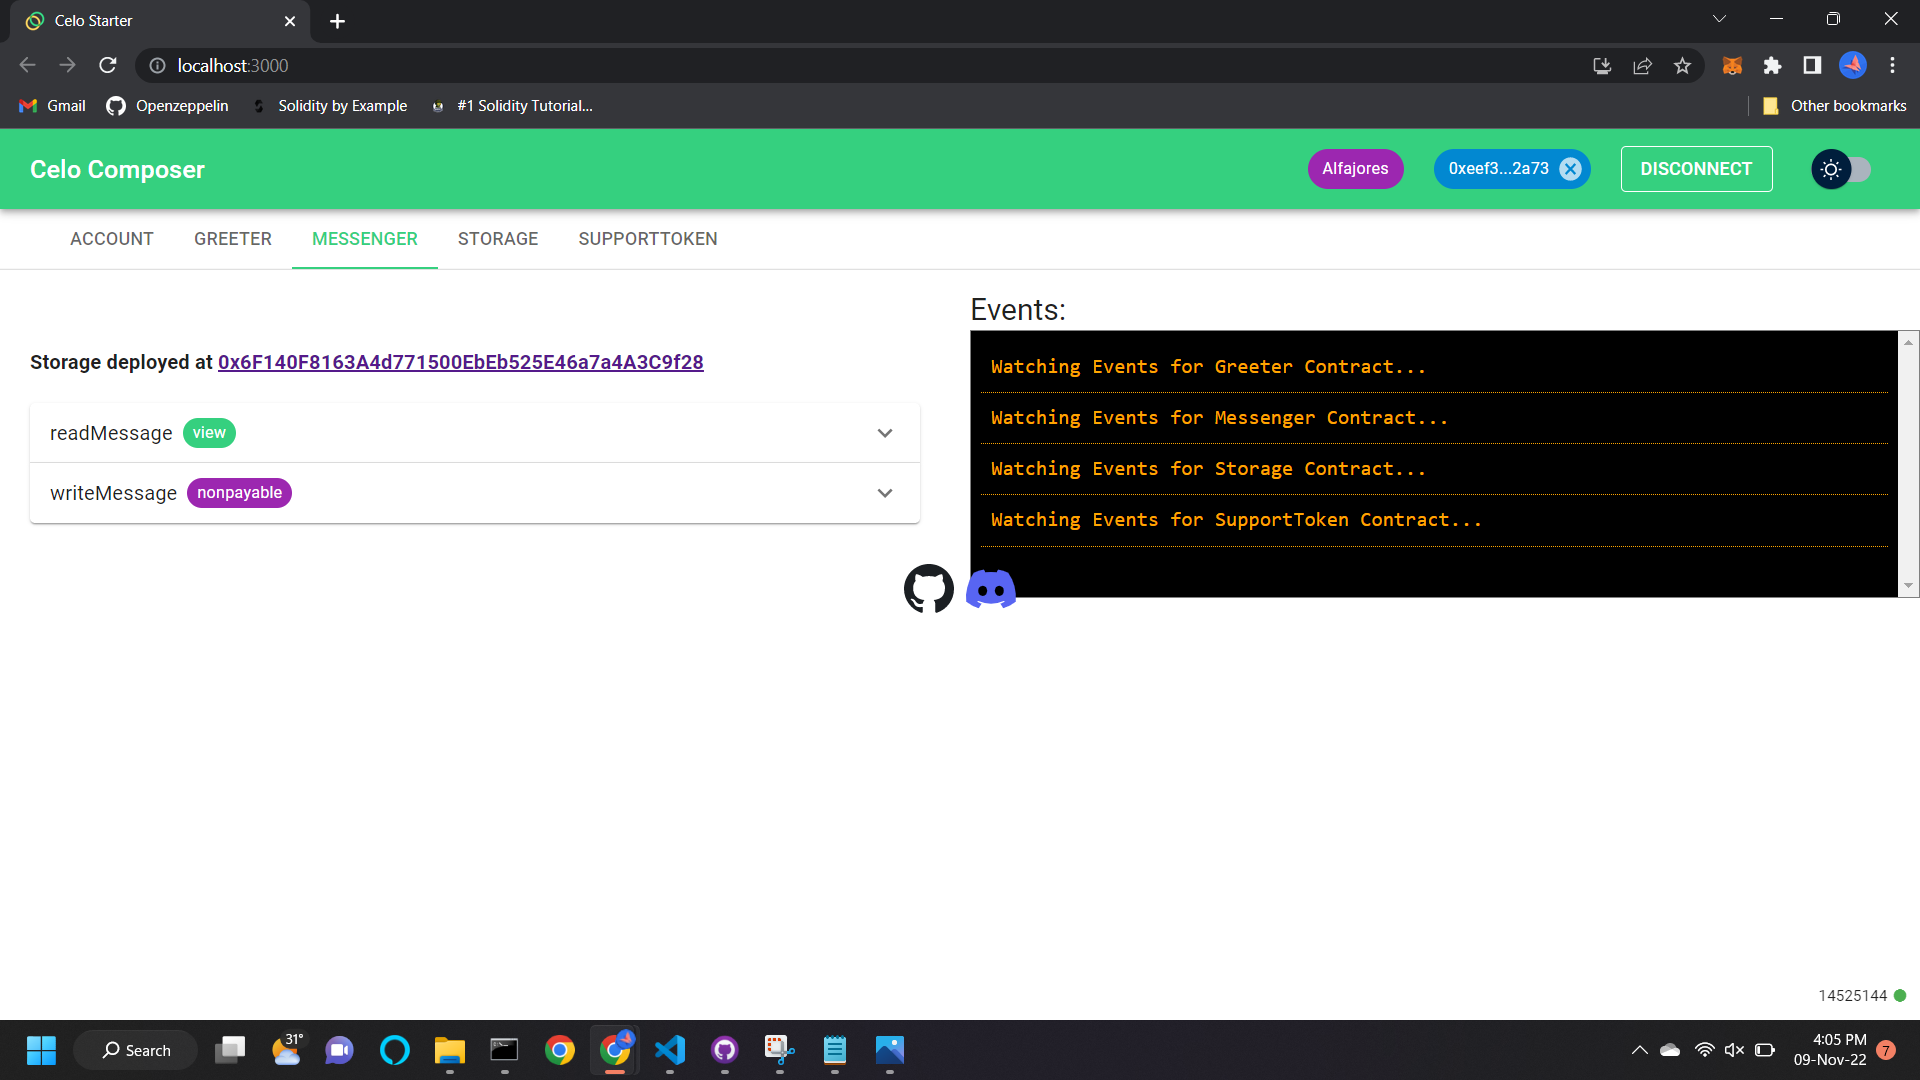 Celo Starter
localhost:3000
Gmail Openzeppelin Solidity by Example #1 Solidity Tutorial... Other bookmarks
Celo Composer Alfajores 0xeef3...2a73 DISCONNECT
ACCOUNT GREETER MESSENGER STORAGE SUPPORTTOKEN
Events:
Storage deployed at 0x6F140F8163A4d771500EbEb525E46a7a4A3C9f28
readMessage view
writeMessage nonpayable
Watching Events for Greeter Contract...
Watching Events for Messenger Contract...
Watching Events for Storage Contract...
Watching Events for SupportToken Contract...
14525144
Search 31° 4:05 PM
09-Nov-22 7